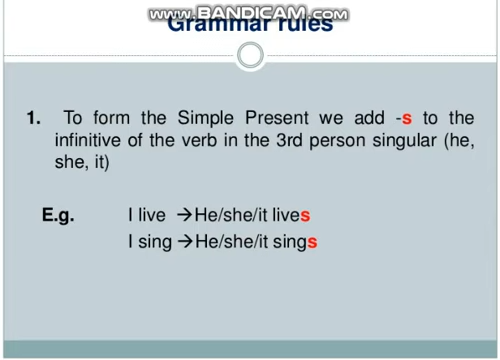 www.BANDICAM.com
Grammar rules
1. To form the Simple Present we add -s to the
infinitive of the verb in the 3rd person singular (he,
she, it)
E.g. I live →He/she/it lives
I sing →He/she/it sings